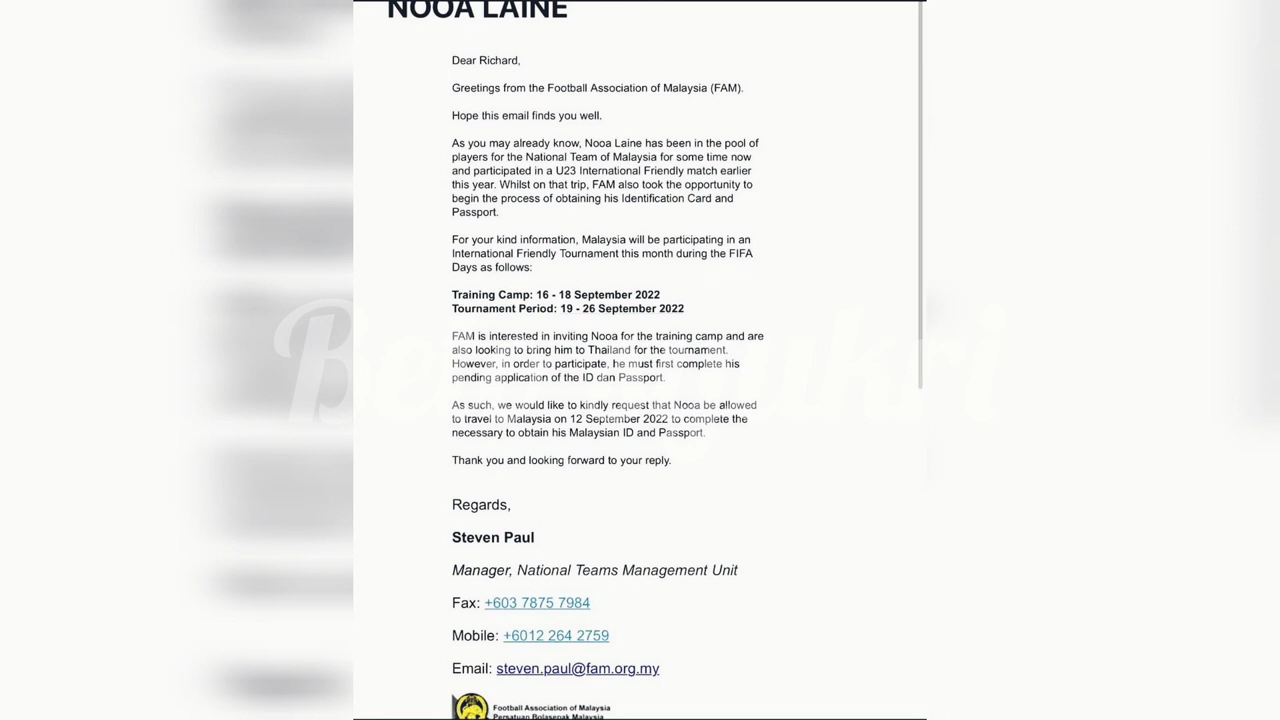 NOOA LAINE
Dear Richard,
Greetings from the Football Association of Malaysia (FAM).
Hope this email finds you well.
As you may already know, Nooa Laine has been in the pool of
players for the National Team of Malaysia for some time now
and participated in a U23 International Friendly match earlier
this year. Whilst on that trip, FAM also took the opportunity to
begin the process of obtaining his Identification Card and
Passport.
For your kind information, Malaysia will be participating in an
International Friendly Tournament this month during the FIFA
Days as follows:
Training Camp: 16 - 18 September 2022
Tournament Period: 19 - 26 September 2022
FAM is interested in inviting Nooa for the training camp and are
also looking to bring him to Thailand for the tournament.
However, in order to participate, he must first complete his
pending application of the ID dan Passport.
As such, we would like to kindly request that Nooa be allowed
to travel to Malaysia on 12 September 2022 to complete the
necessary to obtain his Malaysian ID and Passport.
Thank you and looking forward to your reply.
Regards,
Steven Paul
Manager, National Teams Management Unit
Fax: +603 7875 7984
Mobile: +6012 264 2759
Email: steven.paul@fam.org.my
Football Association of Malaysia
Persatuan Bolasepak Malaysia